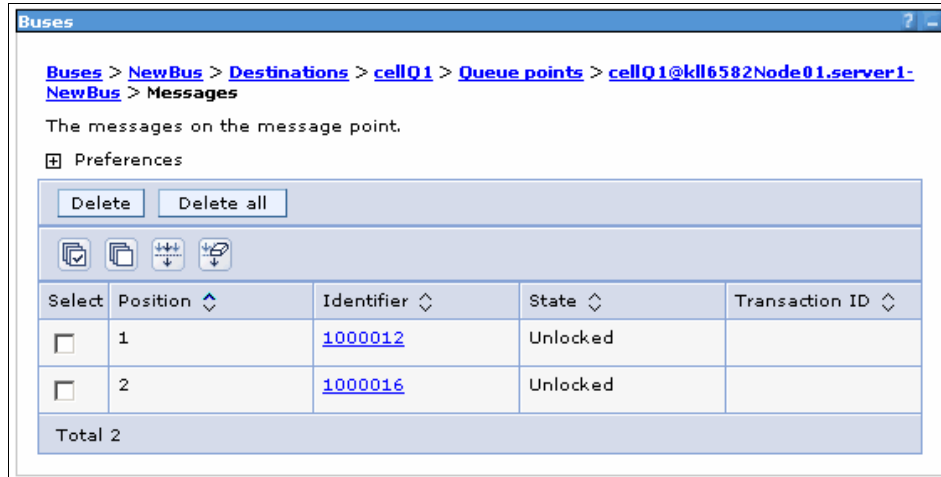 Buses ? –
Buses > NewBus > Destinations > cellQ1 > Queue points > cellQ1@kll6582Node01.server1-
NewBus > Messages
The messages on the message point.
Preferences
Delete Delete all
Select Position Identifier State Transaction ID
1 1000012 Unlocked
2 1000016 Unlocked
Total 2